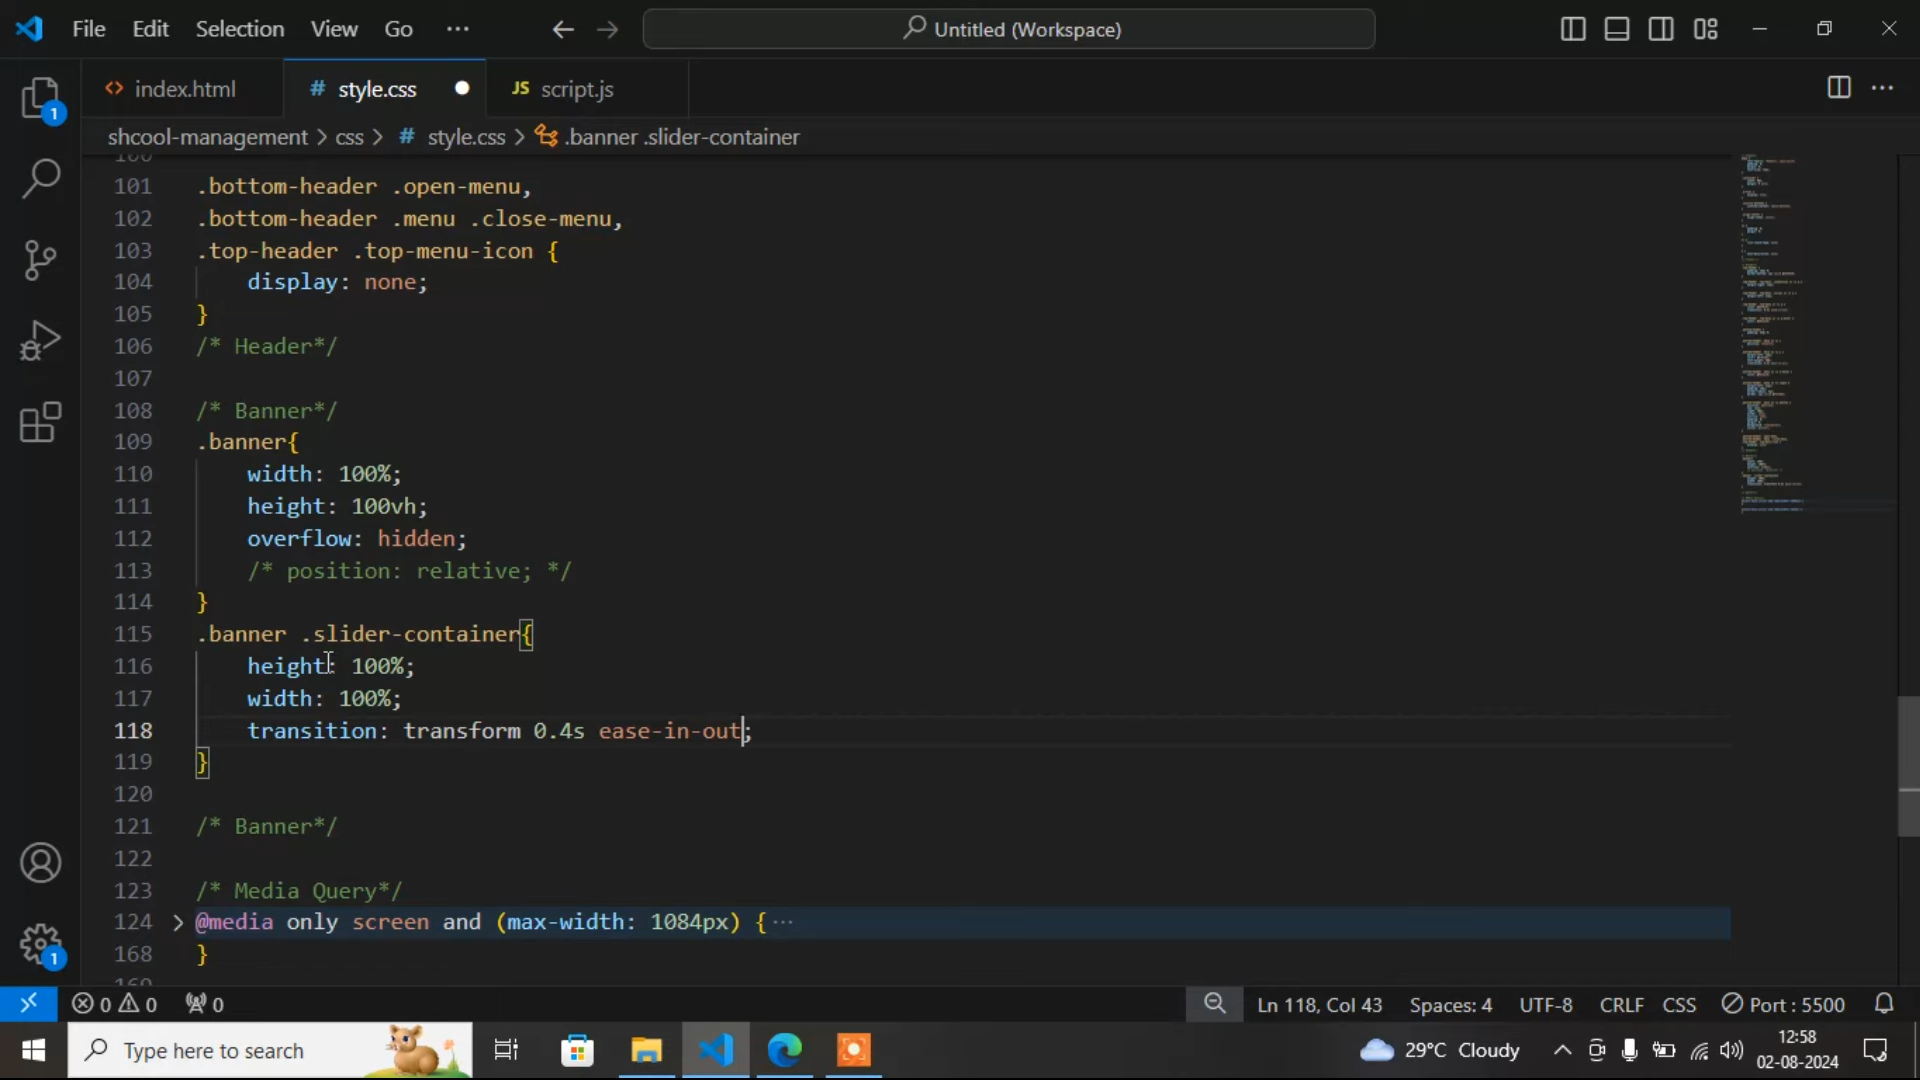 File Edit Selection View Go ··· Untitled (Workspace)
index.html # style.css JS script.js
shcool-management > css > # style.css > .banner .slider-container
101 .bottom-header .open-menu,
102 .bottom-header .menu .close-menu,
103 .top-header .top-menu-icon {
104 display: none;
105 }
106 /* Header*/
107
108 /* Banner*/
109 .banner{
110 width: 100%;
111 height: 100vh;
112 overflow: hidden;
113 /* position: relative; */
114 }
115 .banner .slider-container{
116 height: 100%;
117 width: 100%;
118 transition: transform 0.4s ease-in-out;
119 }
120
121 /* Banner*/
122
123 /* Media Query*/
124 @media only screen and (max-width: 1084px) { ···
168 }
1
1
0 0 0 Ln 118, Col 43 Spaces: 4 UTF-8 CRLF CSS Port : 5500
Type here to search 29°C Cloudy 12:58
02-08-2024